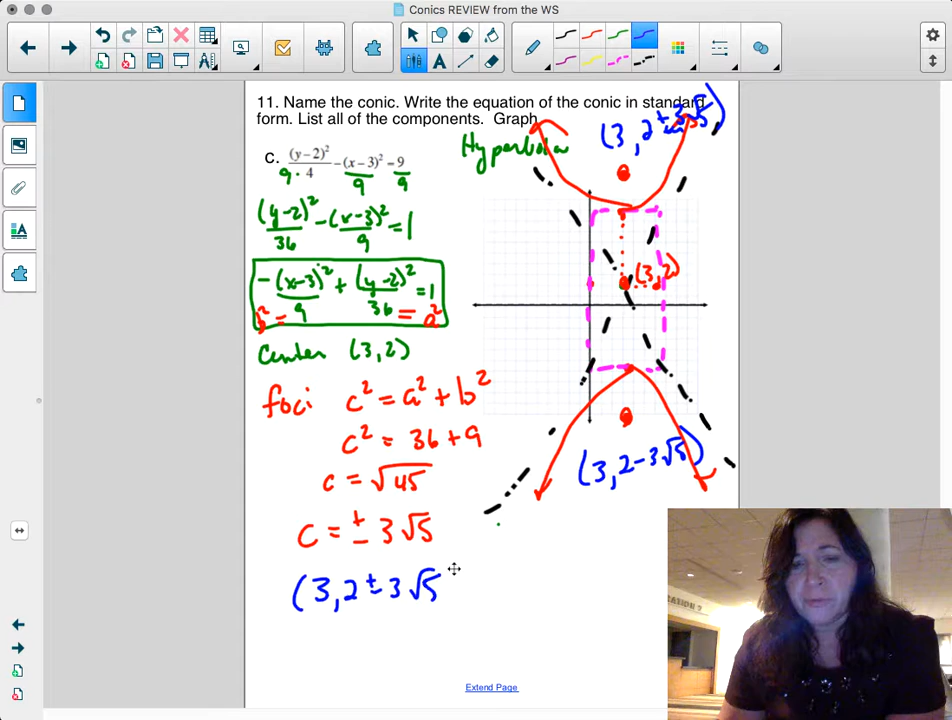 Conics REVIEW from the WS
11. Name the conic. Write the equation of the conic in standard
form. List all of the components. Graph.
Hyperbola
(3, 2 ± 3√5)
c. (y-2)²/4 - (x-3)² = 9
9· 9 9
(y-2)²/36 - (x-3)²/9 = 1
-(x-3)²/9 + (y-2)²/36 = 1
b² = = a²
(3,2)
Center (3,2)
foci c² = a² + b²
c² = 36 + 9
(3, 2-3√5)
c = √45
c = ± 3√5
(3, 2 ± 3√5
Extend Page